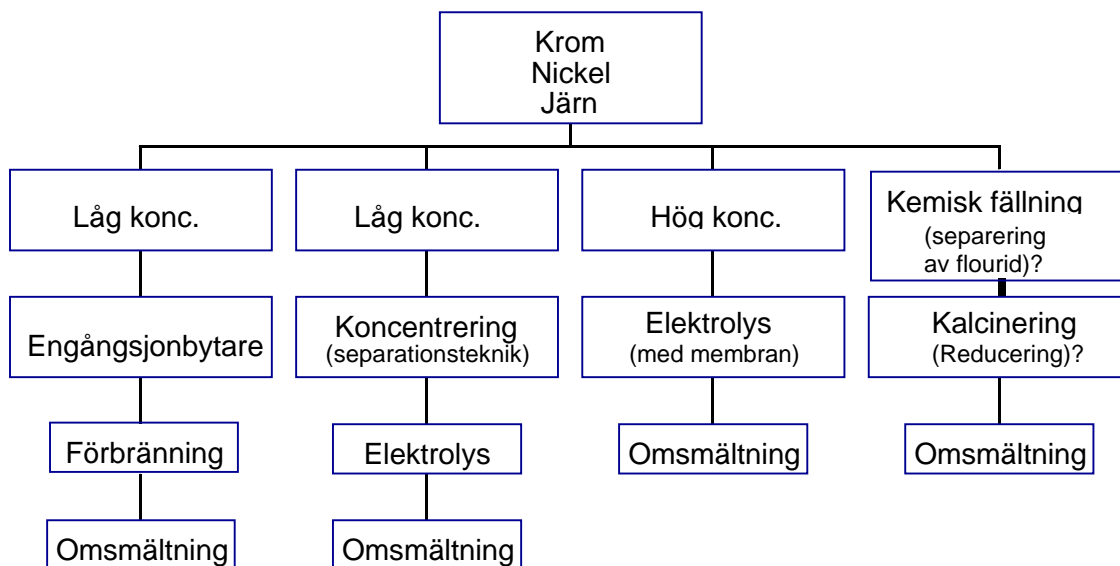 Krom
Nickel
Järn
Låg konc.
Låg konc.
Hög konc.
Kemisk fällning
(separering
av flourid)?
Engångsjonbytare
Koncentrering
(separationsteknik)
Elektrolys
(med membran)
Kalcinering
(Reducering)?
Förbränning
Elektrolys
Omsmältning
Omsmältning
Omsmältning
Omsmältning